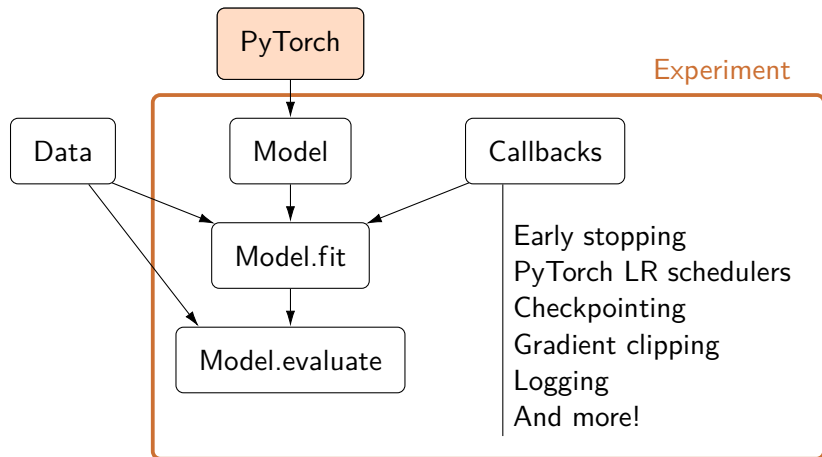 PyTorch
Experiment
Data
Model
Callbacks
Model.fit
Model.evaluate
Early stopping
PyTorch LR schedulers
Checkpointing
Gradient clipping
Logging
And more!